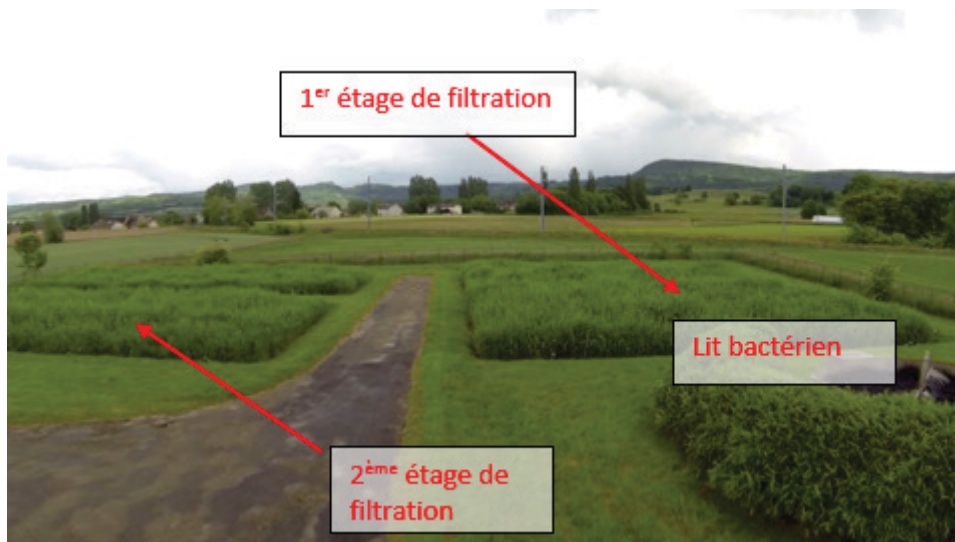 1er étage de filtration
Lit bactérien
2ème étage de
filtration